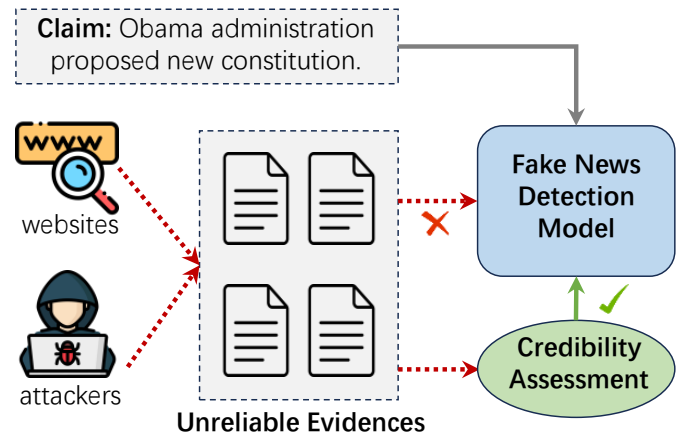 Claim: Obama administration
proposed new constitution.
www
websites
attackers
Unreliable Evidences
Fake News
Detection
Model
Credibility
Assessment